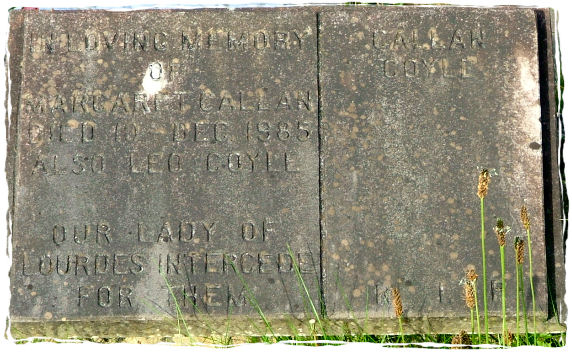 IN LOVING MEMORY
OF
MARGARET CALLAN
DIED 10 DEC 1985
ALSO LEO COYLE
OUR LADY OF
LOURDES INTERCEDE
FOR THEM
CALLAN
COYLE
R I P